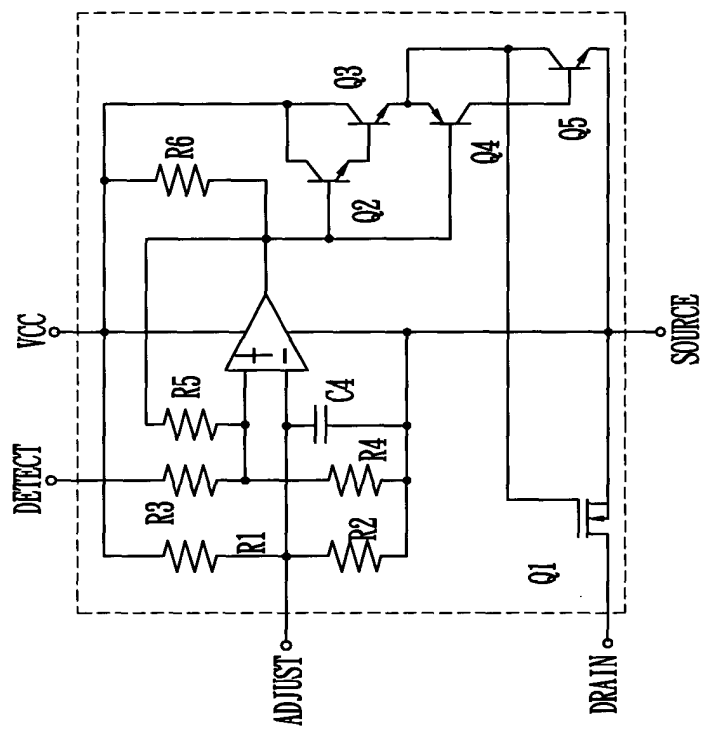 VCC
DETECT
ADJUST
SOURCE
DRAIN
R6
R5
R3
R1
R4
R2
C4
+
-
Q3
Q2
Q4
Q5
Q1